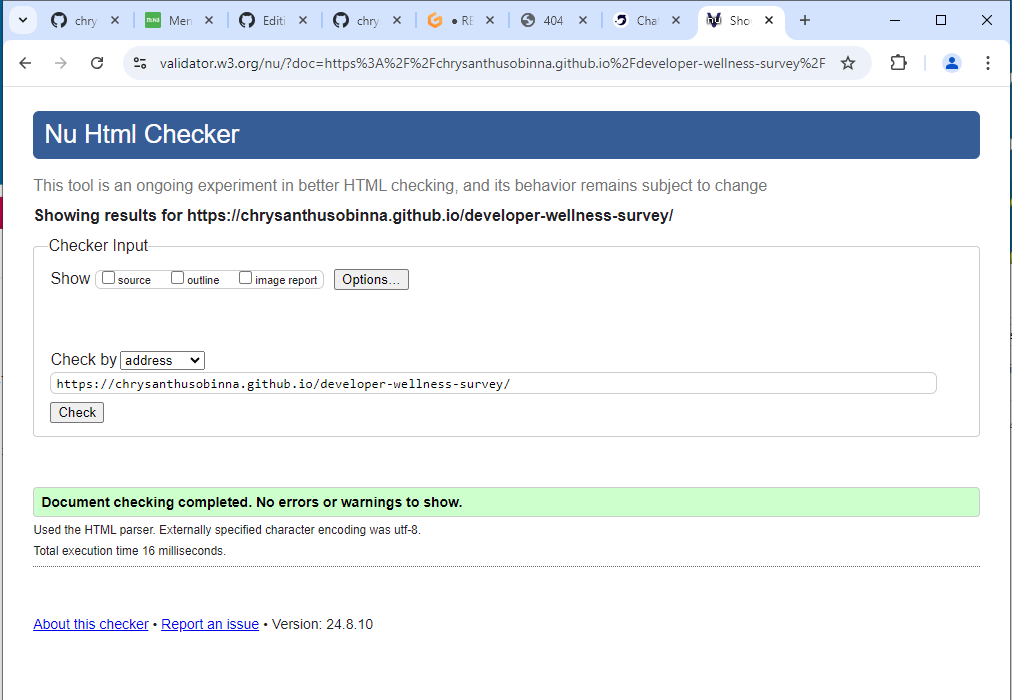 chry
Men
Editi
chry
● RE
404
Cha
Sho
validator.w3.org/nu/?doc=https%3A%2F%2Fchrysanthusobinna.github.io%2Fdeveloper-wellness-survey%2F
Nu Html Checker
This tool is an ongoing experiment in better HTML checking, and its behavior remains subject to change
Showing results for https://chrysanthusobinna.github.io/developer-wellness-survey/
Checker Input
Show source outline image report Options...
Check by address
https://chrysanthusobinna.github.io/developer-wellness-survey/
Check
Document checking completed. No errors or warnings to show.
Used the HTML parser. Externally specified character encoding was utf-8.
Total execution time 16 milliseconds.
About this checker • Report an issue • Version: 24.8.10